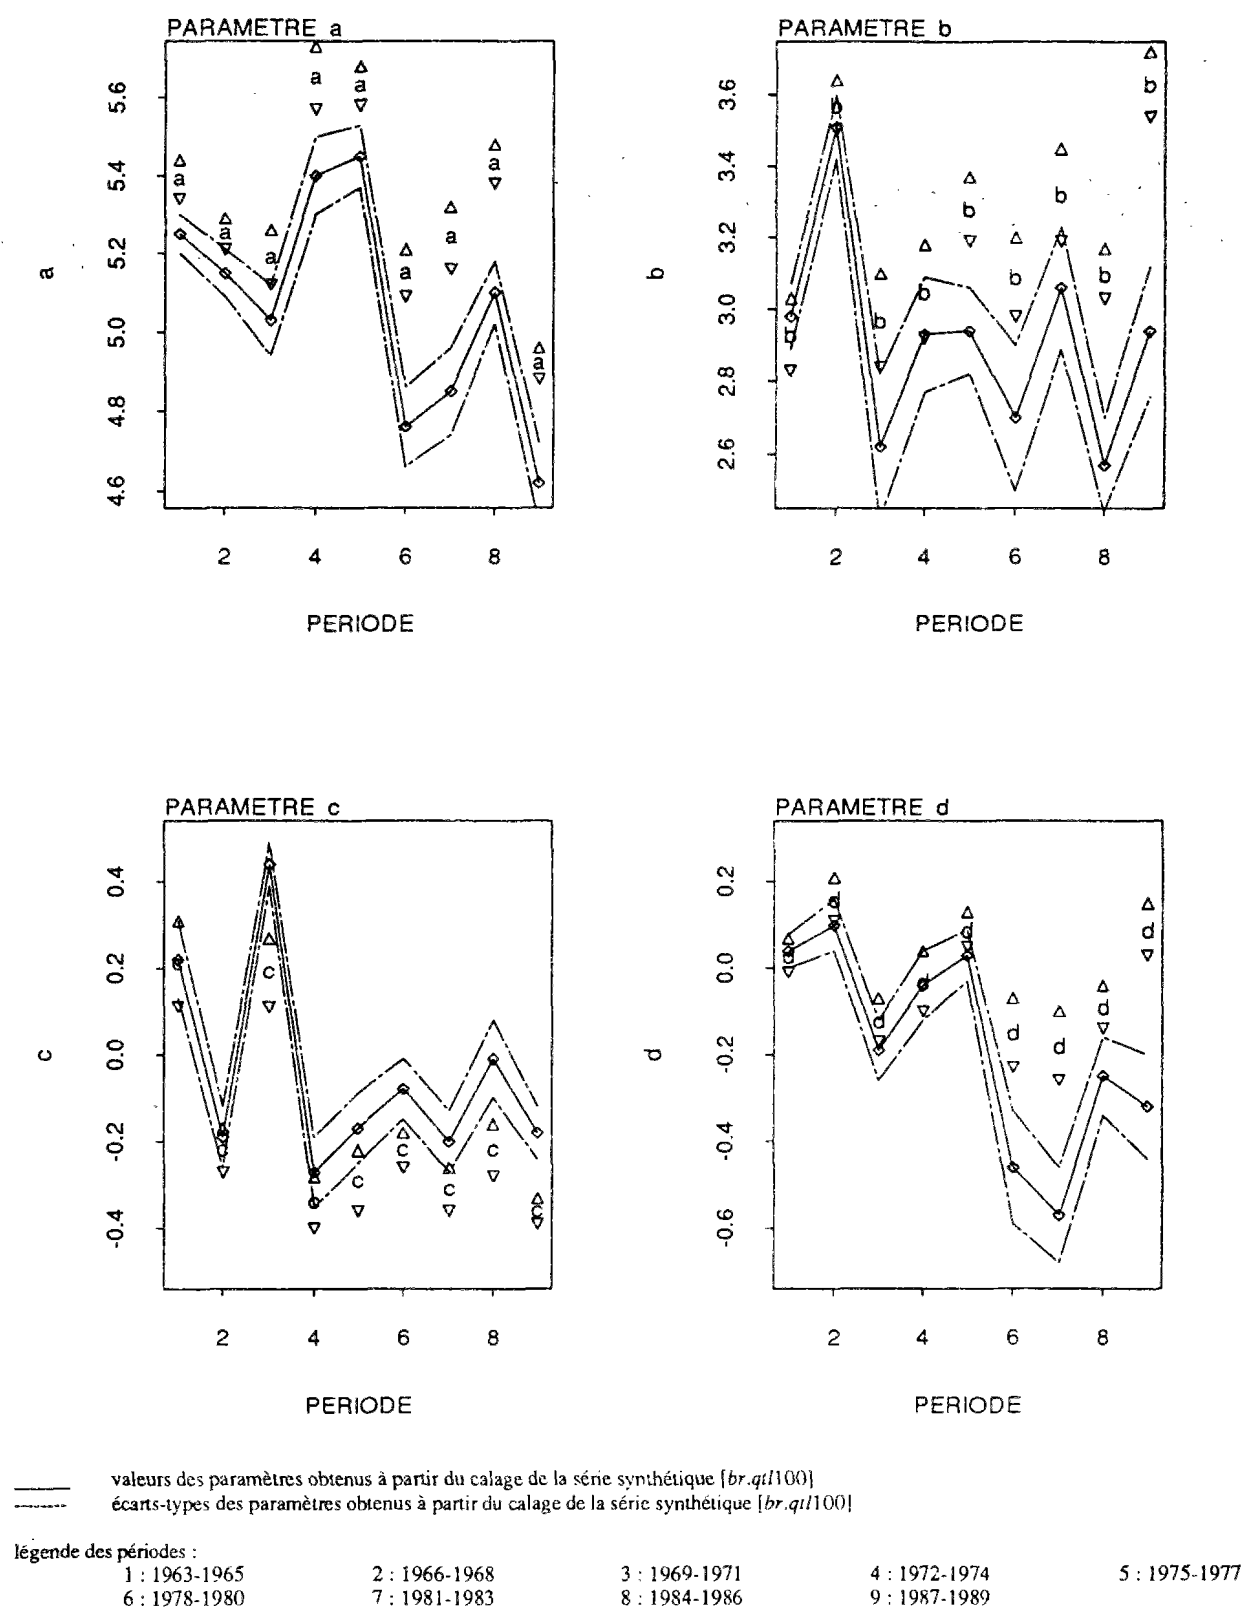 PARAMETRE a
PARAMETRE b
a
5.6
5.4
5.2
5.0
4.8
4.6
a
a
a
a
a
a
a
a
a
2
4
6
8
PERIODE
b
3.6
3.4
3.2
3.0
2.8
2.6
b
b
b
b
b
b
b
b
b
2
4
6
8
PERIODE
PARAMETRE c
PARAMETRE d
c
0.4
0.2
0.0
-0.2
-0.4
c
c
c
c
c
c
c
c
c
2
4
6
8
PERIODE
d
0.2
0.0
-0.2
-0.4
-0.6
d
d
d
d
d
d
d
d
d
2
4
6
8
PERIODE
valeurs des paramètres obtenus à partir du calage de la série synthétique [br.qtl100]
écarts-types des paramètres obtenus à partir du calage de la série synthétique [br.qtl100]
légende des périodes :
1 : 1963-1965 2 : 1966-1968 3 : 1969-1971 4 : 1972-1974 5 : 1975-1977
6 : 1978-1980 7 : 1981-1983 8 : 1984-1986 9 : 1987-1989